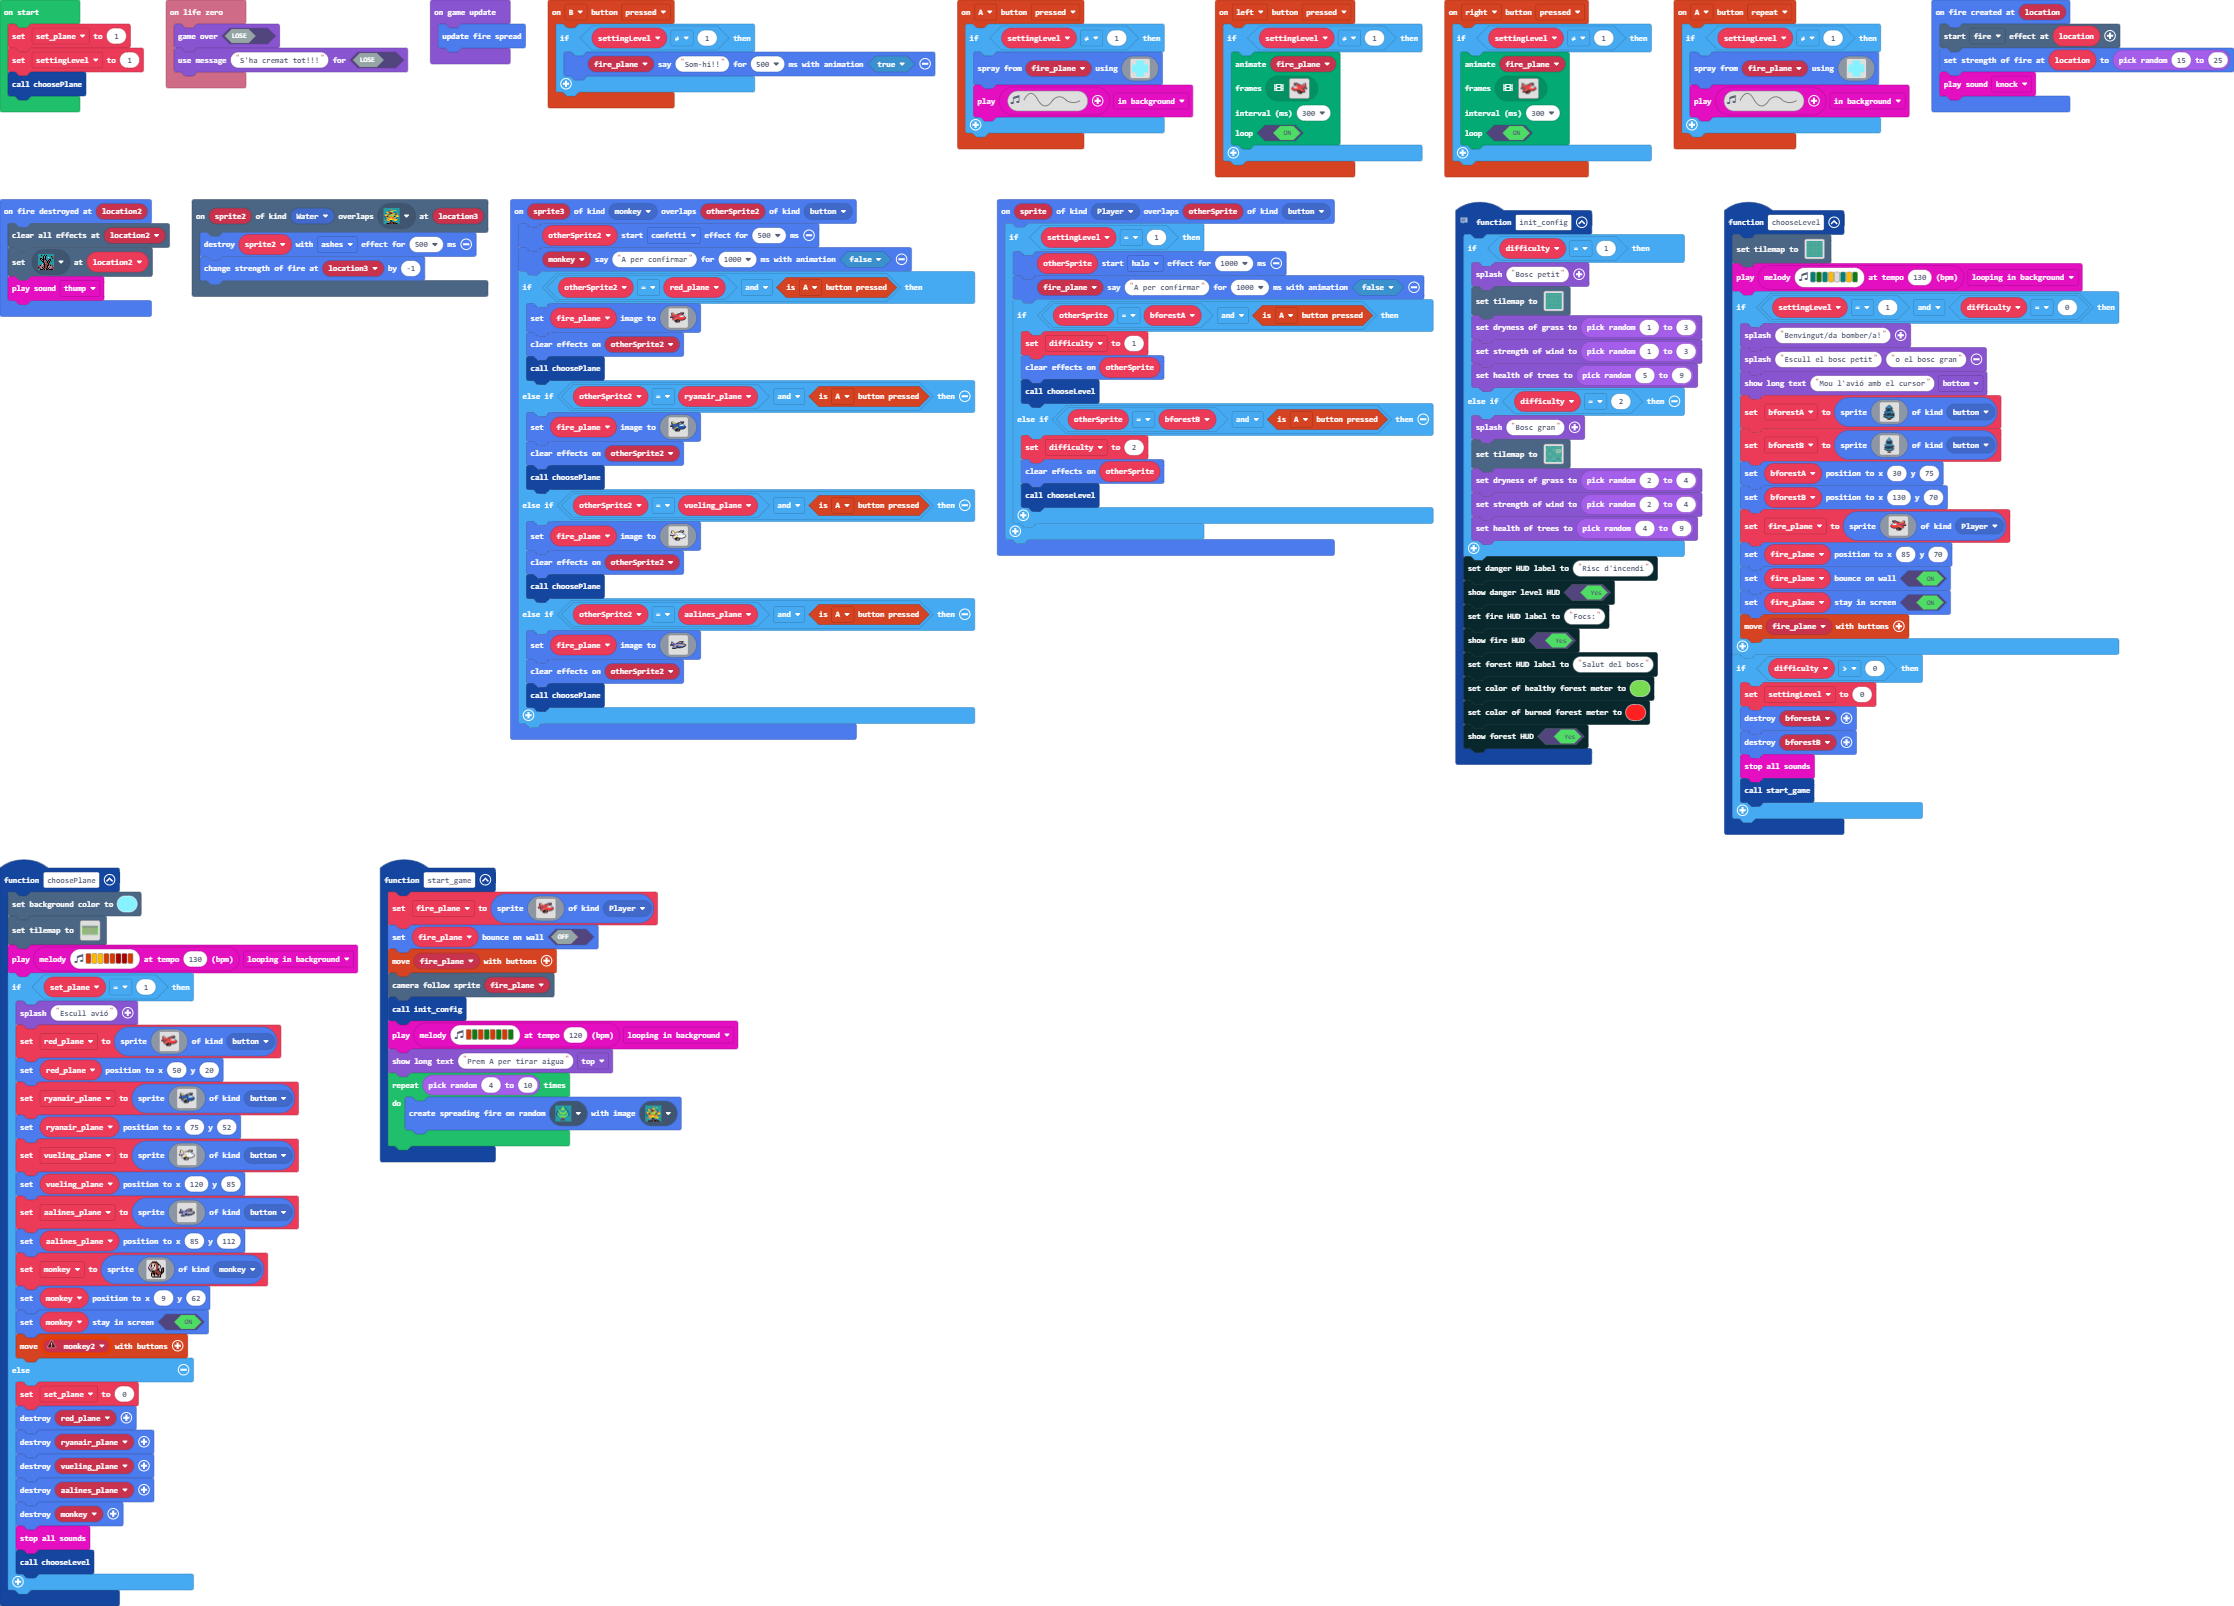 on start
set set_plane to 1
set settingLevel to 1
call choosePlane
on life zero
game over LOSE
use message "S'ha cremat tot!!!" for LOSE
on game update
update fire spread
on B button pressed
if settingLevel ≠ 1 then
fire_plane say "Som-hi!!" for 500 ms with animation true
on A button pressed
if settingLevel ≠ 1 then
spray from fire_plane using
play in background
on left button pressed
if settingLevel ≠ 1 then
animate fire_plane
frames
interval (ms) 300
loop ON
on right button pressed
if settingLevel ≠ 1 then
animate fire_plane
frames
interval (ms) 300
loop ON
on A button repeat
if settingLevel ≠ 1 then
spray from fire_plane using
play in background
on fire created at location
start fire effect at location
set strength of fire at location to pick random 15 to 25
play sound knock
on fire destroyed at location2
clear all effects at location2
set at location2
play sound thump
on sprite2 of kind Water overlaps at location3
destroy sprite2 with ashes effect for 500 ms
change strength of fire at location3 by -1
on sprite3 of kind monkey overlaps otherSprite2 of kind button
otherSprite2 start confetti effect for 500 ms
monkey say "A per confirmar" for 1000 ms with animation false
if otherSprite2 = red_plane and is A button pressed then
set fire_plane image to
clear effects on otherSprite2
call choosePlane
else if otherSprite2 = ryanair_plane and is A button pressed then
set fire_plane image to
clear effects on otherSprite2
call choosePlane
else if otherSprite2 = vueling_plane and is A button pressed then
set fire_plane image to
clear effects on otherSprite2
call choosePlane
else if otherSprite2 = aalines_plane and is A button pressed then
set fire_plane image to
clear effects on otherSprite2
call choosePlane
on sprite of kind Player overlaps otherSprite of kind button
if settingLevel = 1 then
otherSprite start halo effect for 1000 ms
fire_plane say "A per confirmar" for 1000 ms with animation false
if otherSprite = bforestA and is A button pressed then
set difficulty to 1
clear effects on otherSprite
call chooseLevel
else if otherSprite = bforestB and is A button pressed then
set difficulty to 2
clear effects on otherSprite
call chooseLevel
function init_config
if difficulty = 1 then
splash "Bosc petit"
set tilemap to
set dryness of grass to pick random 1 to 3
set strength of wind to pick random 1 to 3
set health of trees to pick random 5 to 9
else if difficulty = 2 then
splash "Bosc gran"
set tilemap to
set dryness of grass to pick random 2 to 4
set strength of wind to pick random 2 to 4
set health of trees to pick random 4 to 9
set danger HUD label to "Risc d'incendi"
show danger level HUD Yes
set fire HUD label to "Focs:"
show fire HUD Yes
set forest HUD label to "Salut del bosc"
set color of healthy forest meter to
set color of burned forest meter to
show forest HUD Yes
function chooseLevel
set tilemap to
play melody at tempo 130 (bpm) looping in background
if settingLevel = 1 and difficulty = 0 then
splash "Benvingut/da bomber/a!"
splash "Escull el bosc petit" "o el bosc gran"
show long text "Mou l'avió amb el cursor" bottom
set bforestA to sprite of kind button
set bforestB to sprite of kind button
set bforestA position to x 30 y 75
set bforestB position to x 130 y 70
set fire_plane to sprite of kind Player
set fire_plane position to x 85 y 70
set fire_plane bounce on wall ON
set fire_plane stay in screen ON
move fire_plane with buttons
if difficulty > 0 then
set settingLevel to 0
destroy bforestA
destroy bforestB
stop all sounds
call start_game
function choosePlane
set background color to
set tilemap to
play melody at tempo 130 (bpm) looping in background
if set_plane = 1 then
splash "Escull avió"
set red_plane to sprite of kind button
set red_plane position to x 50 y 20
set ryanair_plane to sprite of kind button
set ryanair_plane position to x 75 y 52
set vueling_plane to sprite of kind button
set vueling_plane position to x 120 y 85
set aalines_plane to sprite of kind button
set aalines_plane position to x 85 y 112
set monkey to sprite of kind monkey
set monkey position to x 9 y 62
set monkey stay in screen ON
move monkey2 with buttons
else
set set_plane to 0
destroy red_plane
destroy ryanair_plane
destroy vueling_plane
destroy aalines_plane
destroy monkey
stop all sounds
call chooseLevel
function start_game
set fire_plane to sprite of kind Player
set fire_plane bounce on wall OFF
move fire_plane with buttons
camera follow sprite fire_plane
call init_config
play melody at tempo 120 (bpm) looping in background
show long text "Prem A per tirar aigua" top
repeat pick random 4 to 10 times
do
create spreading fire on random with image